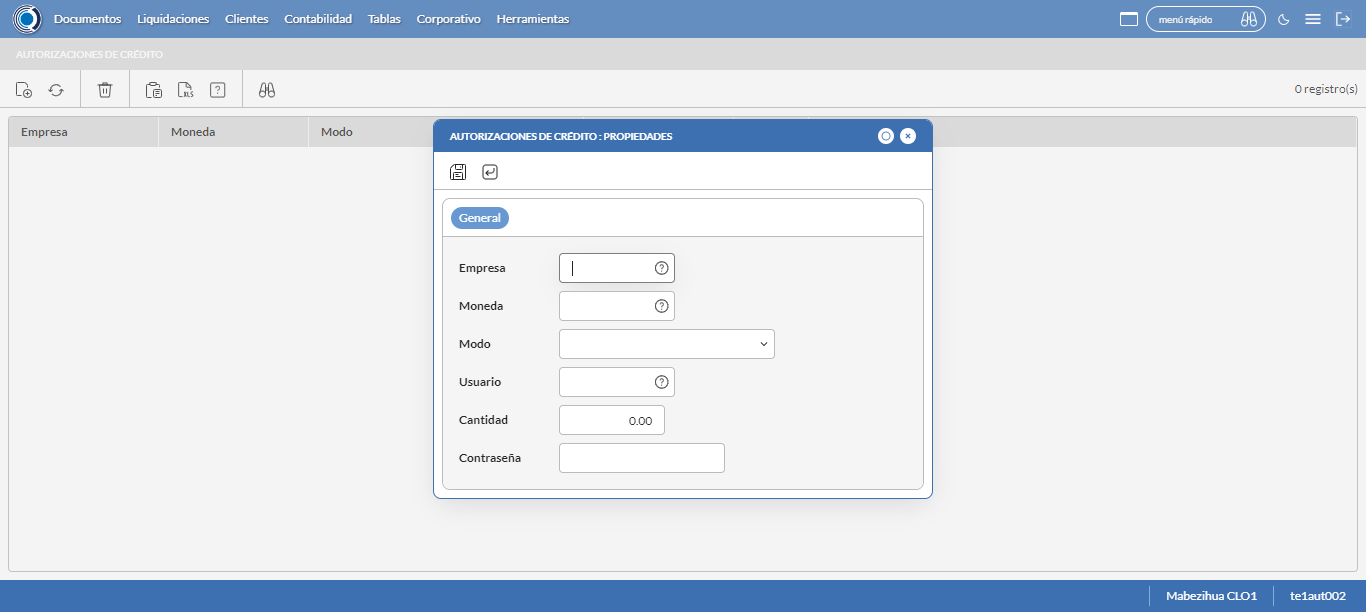 Documentos Liquidaciones Clientes Contabilidad Tablas Corporativo Herramientas menú rápido
AUTORIZACIONES DE CRÉDITO
XLS ? 0 registro(s)
Empresa Moneda Modo
AUTORIZACIONES DE CRÉDITO : PROPIEDADES
General
Empresa ?
Moneda ?
Modo
Usuario ?
Cantidad 0.00
Contraseña
Mabezihua CLO1 te1aut002